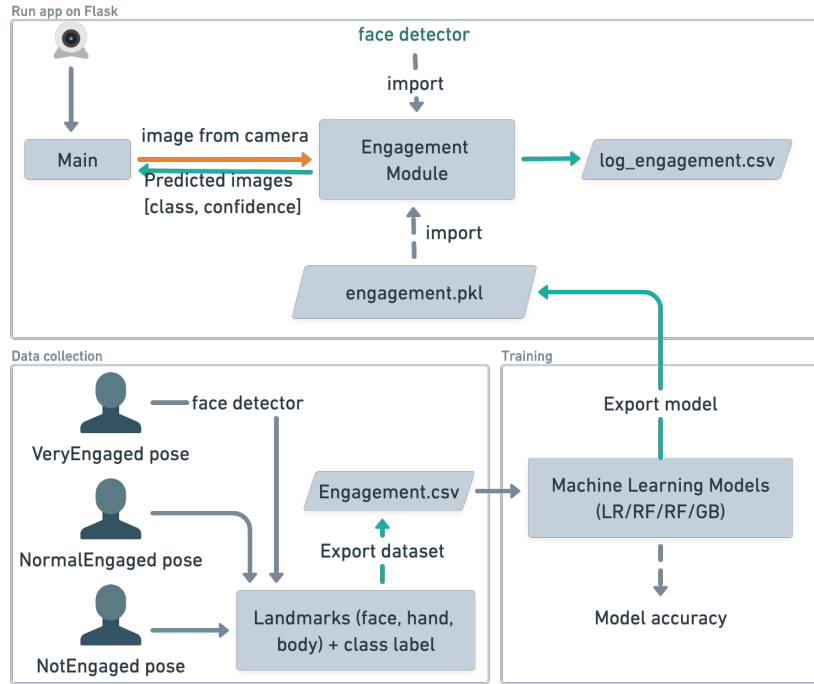 Run app on Flask
face detector
import
image from camera
Main
Engagement
Module
log_engagement.csv
Predicted images
[class, confidence]
import
engagement.pkl
Data collection
Training
face detector
Export model
VeryEngaged pose
Engagement.csv
Machine Learning Models
(LR/RF/RF/GB)
Export dataset
NormalEngaged pose
Landmarks (face, hand,
body) + class label
Model accuracy
NotEngaged pose